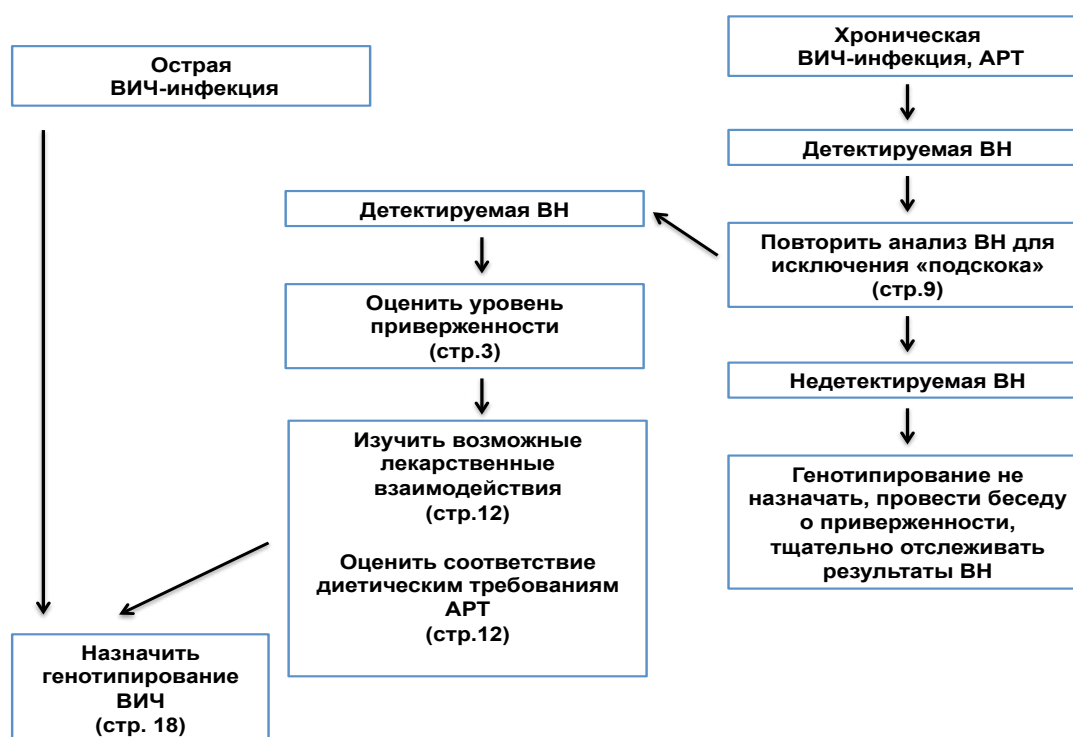 Острая
ВИЧ-инфекция
Хроническая
ВИЧ-инфекция, АРТ
Детектируемая ВН
Повторить анализ ВН для
исключения «подскока»
(стр.9)
Детектируемая ВН
Оценить уровень
приверженности
(стр.3)
Изучить возможные
лекарственные
взаимодействия
(стр.12)
Оценить соответствие
диетическим требованиям
АРТ
(стр.12)
Недетектируемая ВН
Генотипирование не
назначать, провести беседу
о приверженности,
тщательно отслеживать
результаты ВН
Назначить
генотипирование
ВИЧ
(стр. 18)